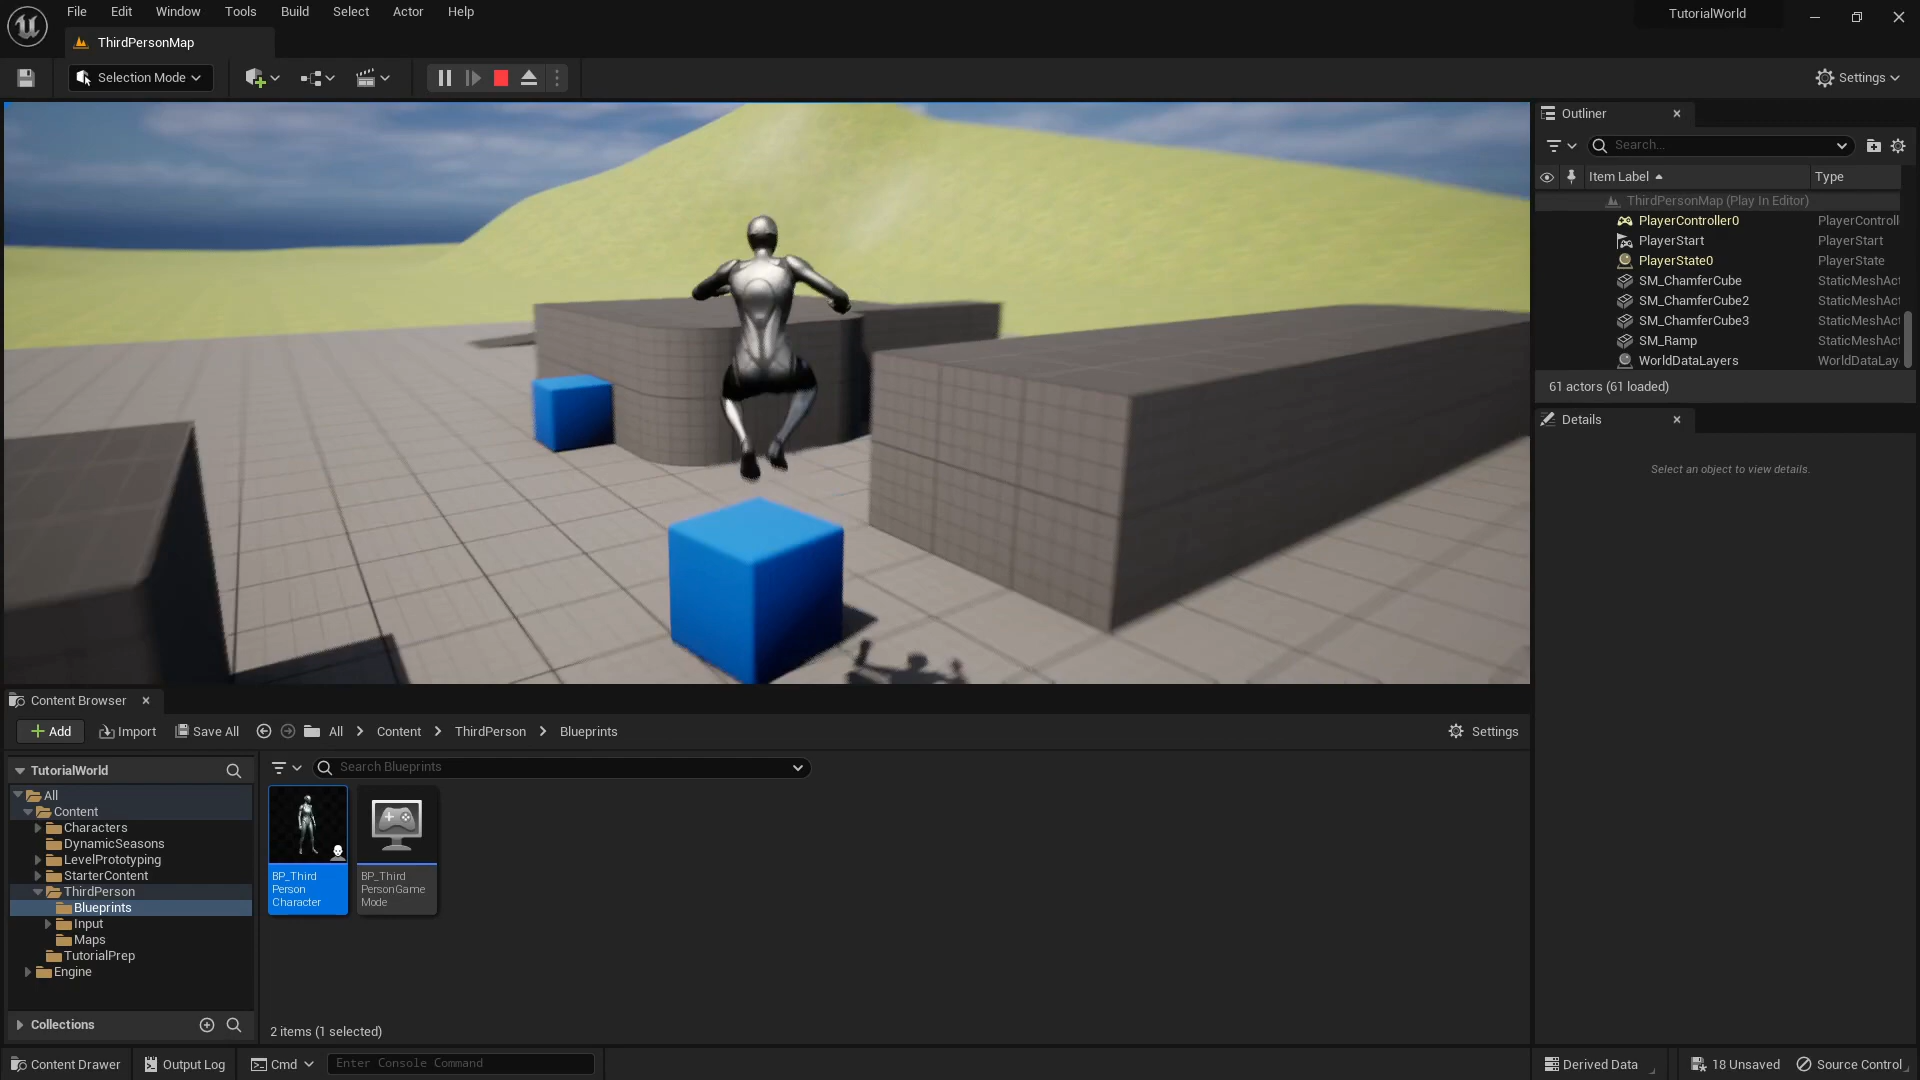 File Edit Window Tools Build Select Actor Help
TutorialWorld
ThirdPersonMap
Selection Mode
Settings
Outliner
Search...
Item Label Type
ThirdPersonMap (Play In Editor)
PlayerController0 PlayerControll
PlayerStart PlayerStart
PlayerState0 PlayerState
SM_ChamferCube StaticMeshAct
SM_ChamferCube2 StaticMeshAct
SM_ChamferCube3 StaticMeshAct
SM_Ramp StaticMeshAct
WorldDataLayers WorldDataLay
61 actors (61 loaded)
Details
Select an object to view details.
Content Browser
Add Import Save All All Content ThirdPerson Blueprints Settings
TutorialWorld
Search Blueprints
All
Content
Characters
DynamicSeasons
LevelPrototyping
StarterContent
ThirdPerson
Blueprints
Input
Maps
TutorialPrep
Engine
Collections
BP_Third
Person
Character
BP_Third
PersonGame
Mode
2 items (1 selected)
Content Drawer Output Log Cmd Enter Console Command Derived Data 18 Unsaved Source Control